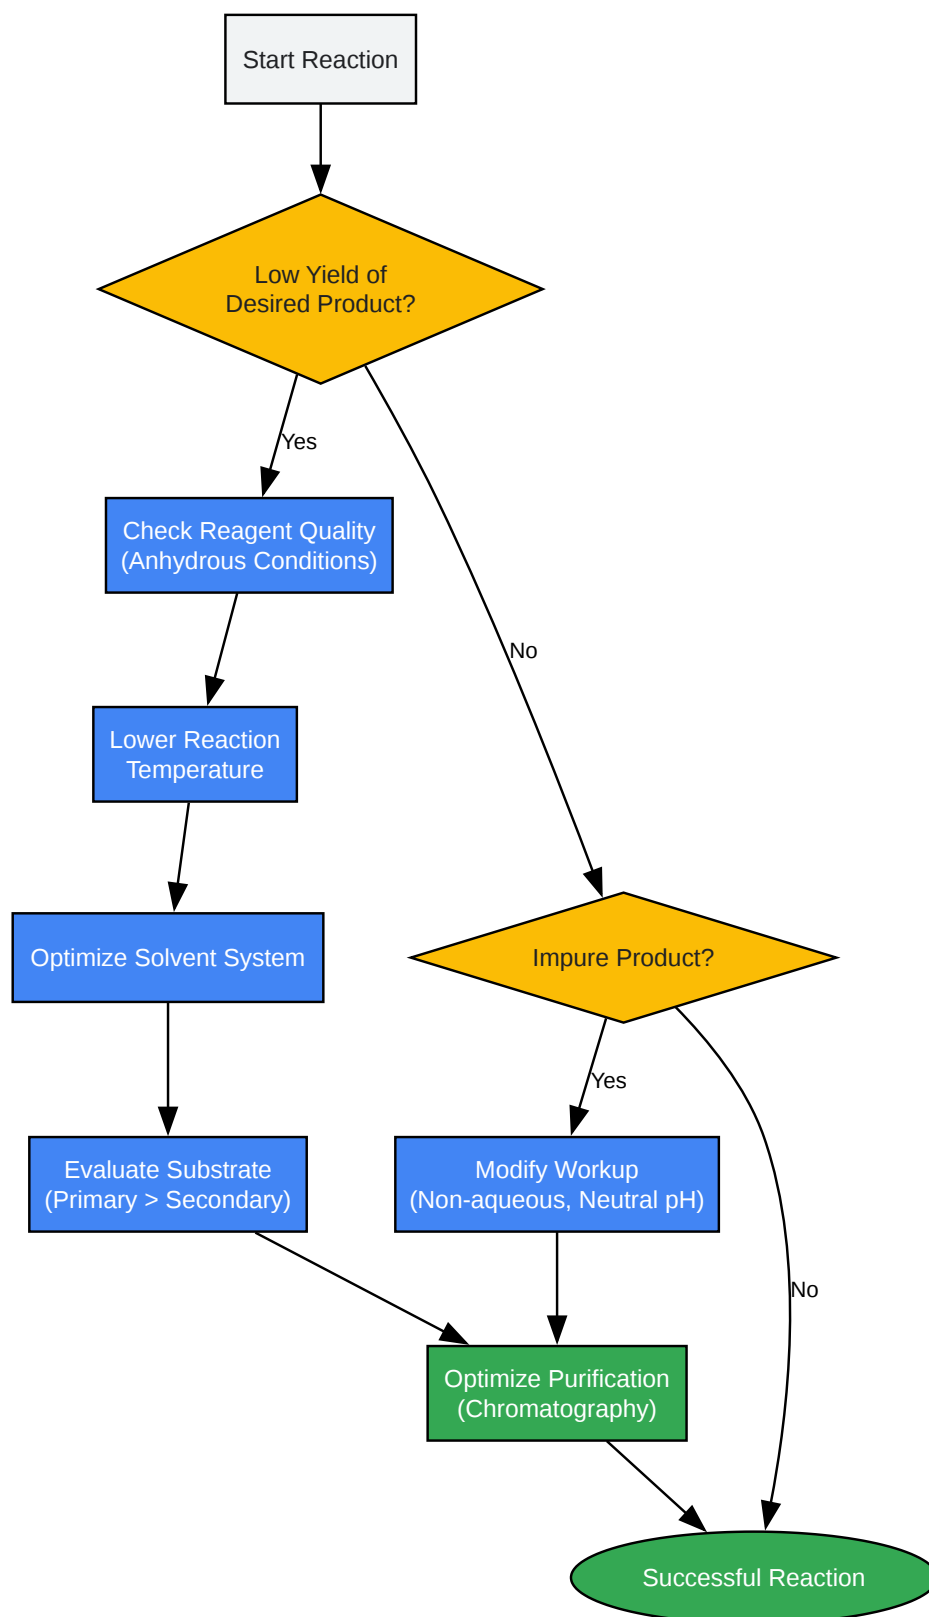 Start Reaction
Low Yield of
Desired Product?
Yes
Check Reagent Quality
(Anhydrous Conditions)
No
Lower Reaction
Temperature
Optimize Solvent System
Impure Product?
Yes
Evaluate Substrate
(Primary > Secondary)
Modify Workup
(Non-aqueous, Neutral pH)
No
Optimize Purification
(Chromatography)
Successful Reaction